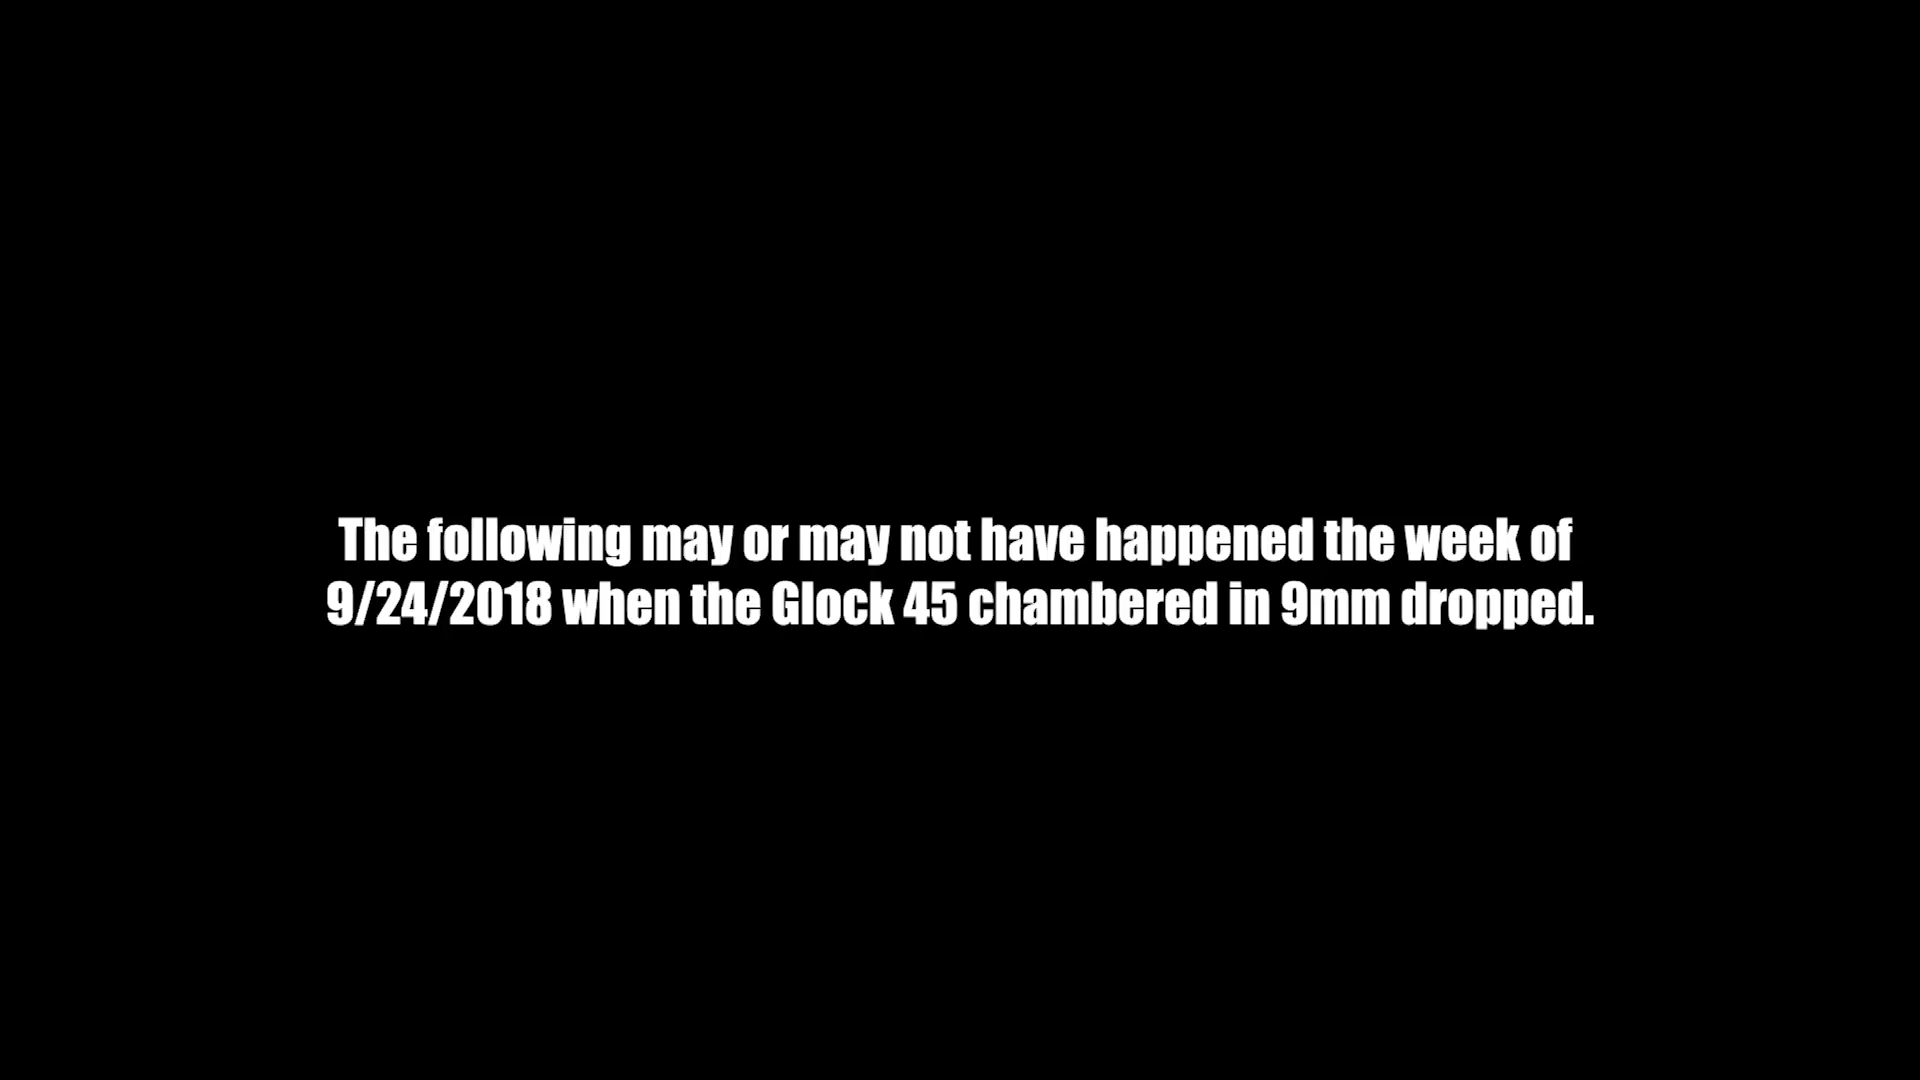 The following may or may not have happened the week of
9/24/2018 when the Glock 45 chambered in 9mm dropped.